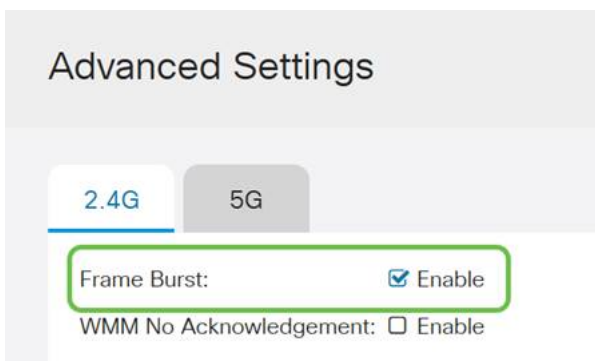 Advanced Settings
2.4G 5G
Frame Burst: Enable
WMM No Acknowledgement: Enable